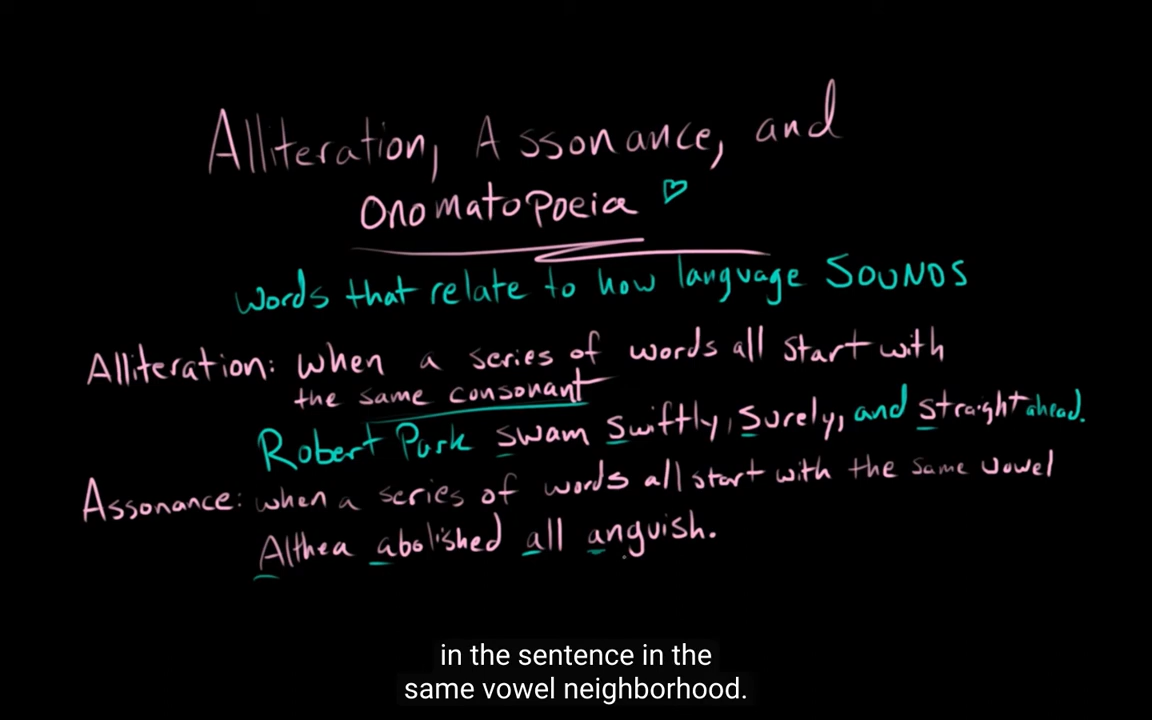 Alliteration, Assonance, and
Onomatopoeia
words that relate to how language SOUNDS
Alliteration: when a series of words all start with
the same consonant
Robert Park swam swiftly, surely, and straight ahead.
Assonance: when a series of words all start with the same vowel
Althea abolished all anguish.
in the sentence in the
same vowel neighborhood.